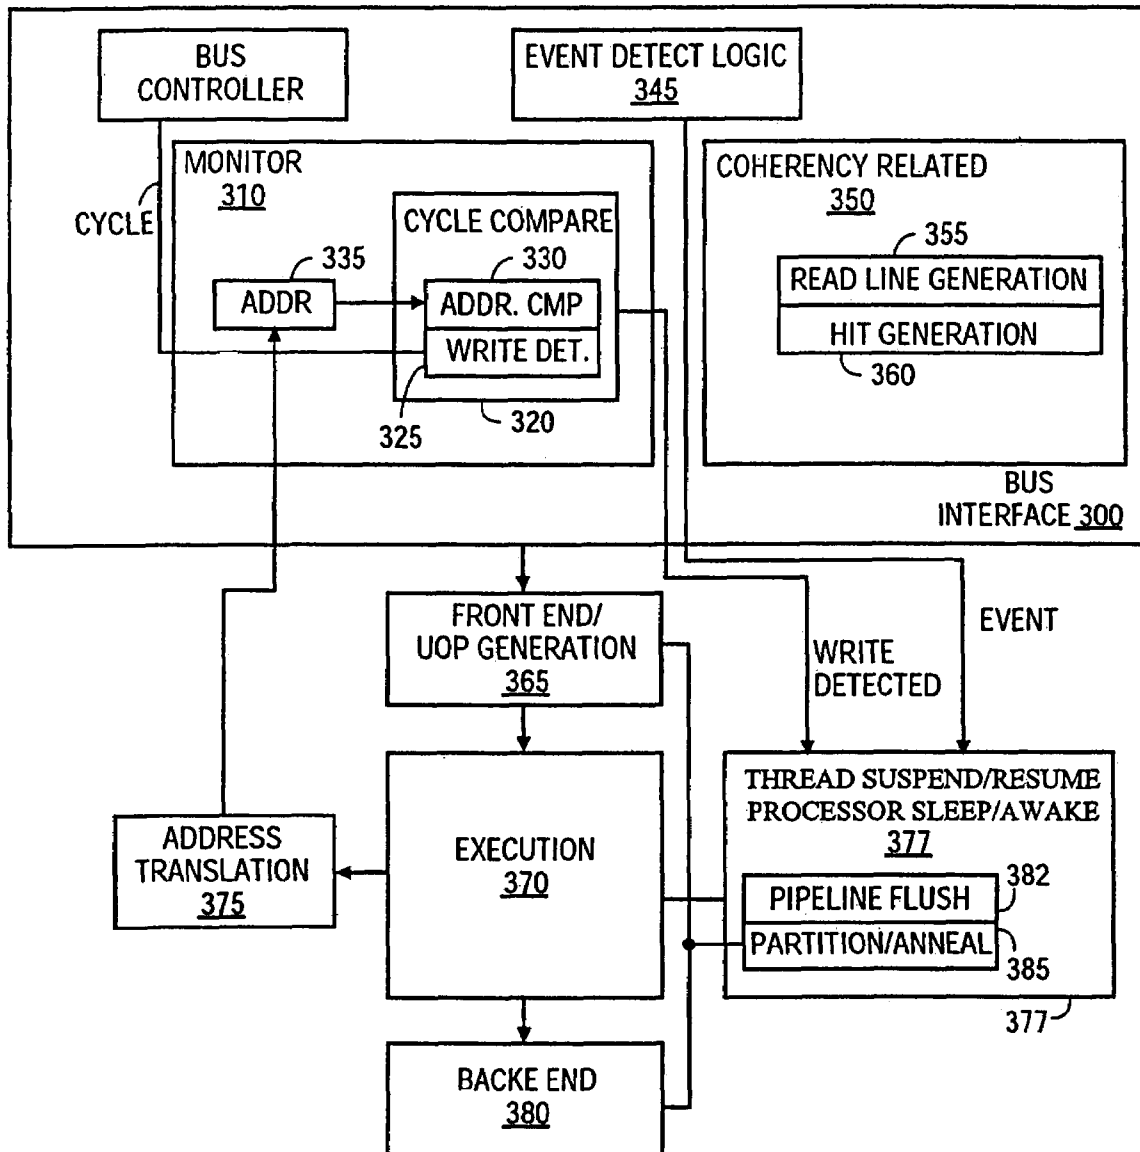 BUS
CONTROLLER
EVENT DETECT LOGIC
345
MONITOR
310
CYCLE
CYCLE COMPARE
335
330
ADDR
ADDR. CMP
WRITE DET.
325
320
COHERENCY RELATED
350
355
READ LINE GENERATION
HIT GENERATION
360
BUS
INTERFACE 300
FRONT END/
UOP GENERATION
365
WRITE
DETECTED
EVENT
ADDRESS
TRANSLATION
375
EXECUTION
370
THREAD SUSPEND/RESUME
PROCESSOR SLEEP/AWAKE
377
382
PIPELINE FLUSH
PARTITION/ANNEAL
385
377
BACKE END
380